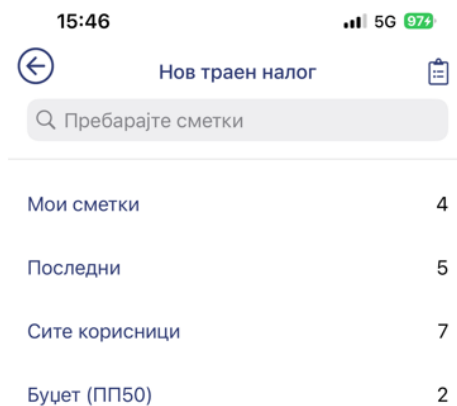 15:46 5G 97
Нов траен налог
Пребарајте сметки
Мои сметки 4
Последни 5
Сите корисници 7
Буџет (ПП50) 2